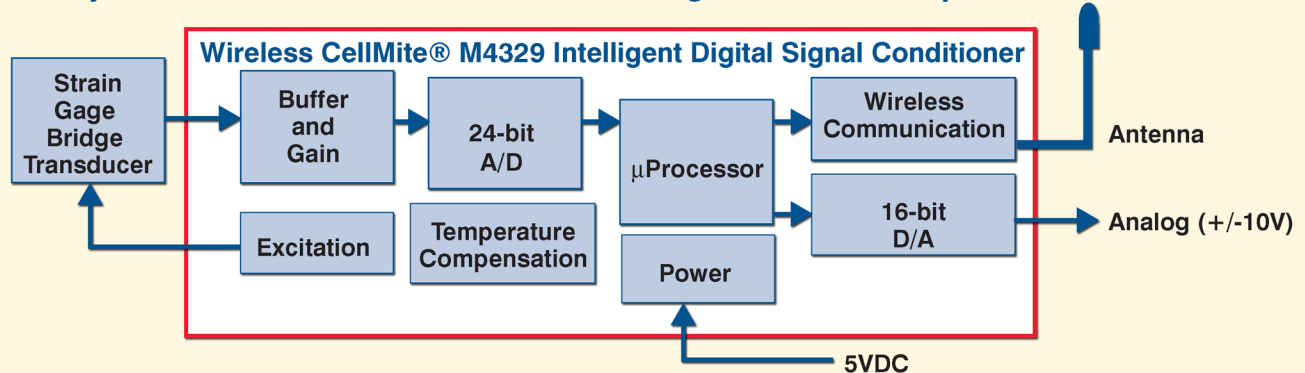 Wireless CellMite® M4329 Intelligent Digital Signal Conditioner
Strain
Gage
Bridge
Transducer
Buffer
and
Gain
24-bit
A/D
μProcessor
Wireless
Communication
Antenna
16-bit
D/A
Analog (+/-10V)
Excitation
Temperature
Compensation
Power
5VDC